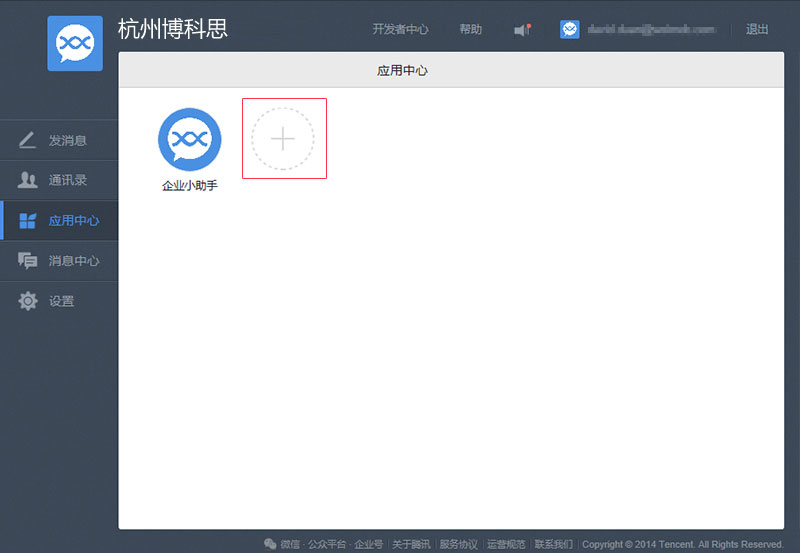 杭州博科思
开发者中心 帮助 退出
应用中心
发消息
通讯录
应用中心
消息中心
设置
企业小助手
微信 · 公众平台 · 企业号 关于腾讯 服务协议 运营规范 联系我们 Copyright © 2014 Tencent. All Rights Reserved.